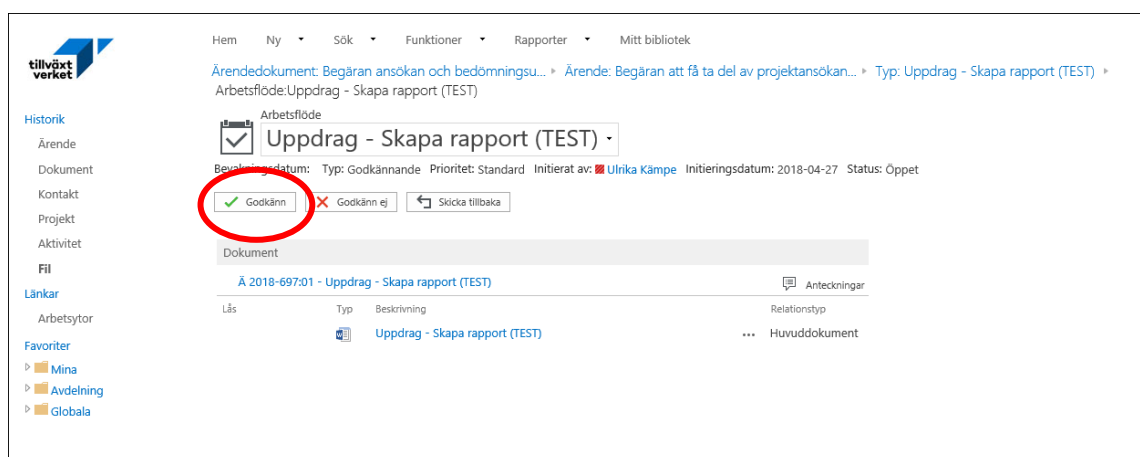 Hem Ny Sök Funktioner Rapporter Mitt bibliotek
tillväxt
verket
Ärendedokument: Begäran ansökan och bedömningsu... Ärende: Begäran att få ta del av projektansökan... Typ: Uppdrag - Skapa rapport (TEST)
Arbetsflöde:Uppdrag - Skapa rapport (TEST)
Arbetsflöde
Uppdrag - Skapa rapport (TEST)
Bevakningsdatum: Typ: Godkännande Prioritet: Standard Initierat av: Ulrika Kämpe Initieringsdatum: 2018-04-27 Status: Öppet
Godkänn Godkänn ej Skicka tillbaka
Dokument
Ä 2018-697:01 - Uppdrag - Skapa rapport (TEST) Anteckningar
Lås Typ Beskrivning Relationstyp
Uppdrag - Skapa rapport (TEST) ... Huvuddokument
Historik
Ärende
Dokument
Kontakt
Projekt
Aktivitet
Fil
Länkar
Arbetsytor
Favoriter
Mina
Avdelning
Globala